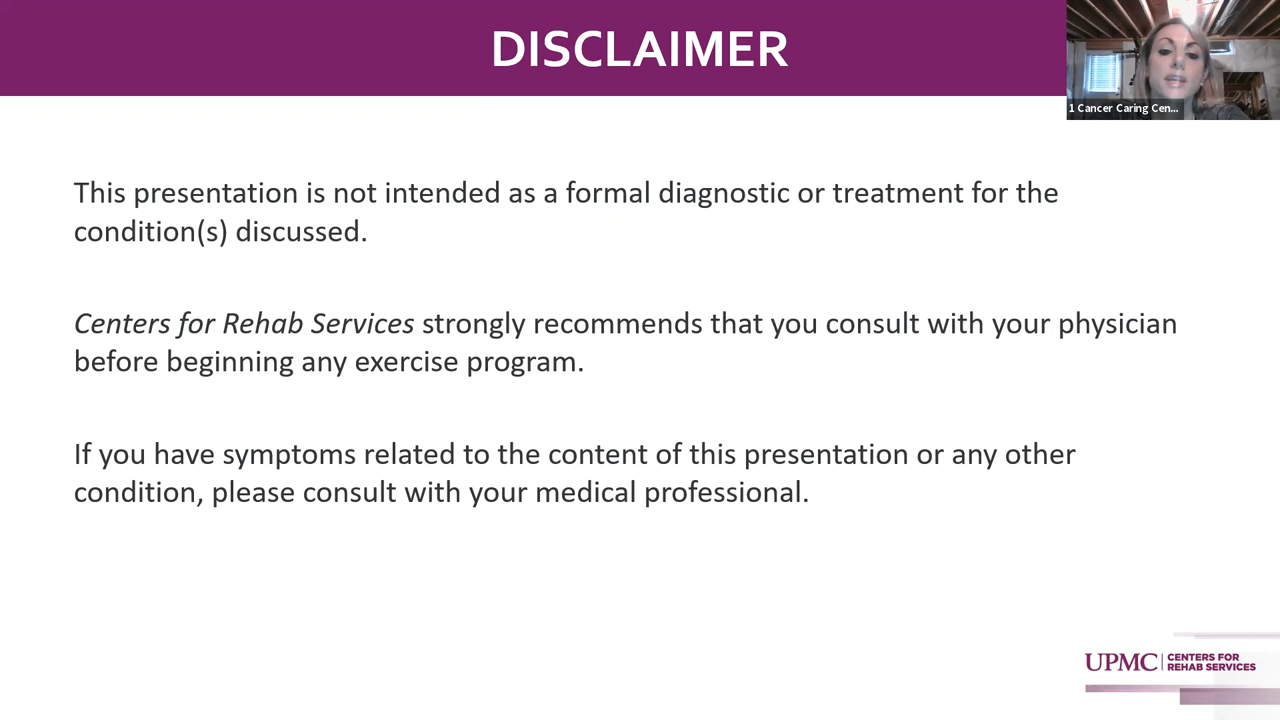 DISCLAIMER
1 Cancer Caring Cen...
This presentation is not intended as a formal diagnostic or treatment for the
condition(s) discussed.
Centers for Rehab Services strongly recommends that you consult with your physician
before beginning any exercise program.
If you have symptoms related to the content of this presentation or any other
condition, please consult with your medical professional.
UPMC | CENTERS FOR
REHAB SERVICES